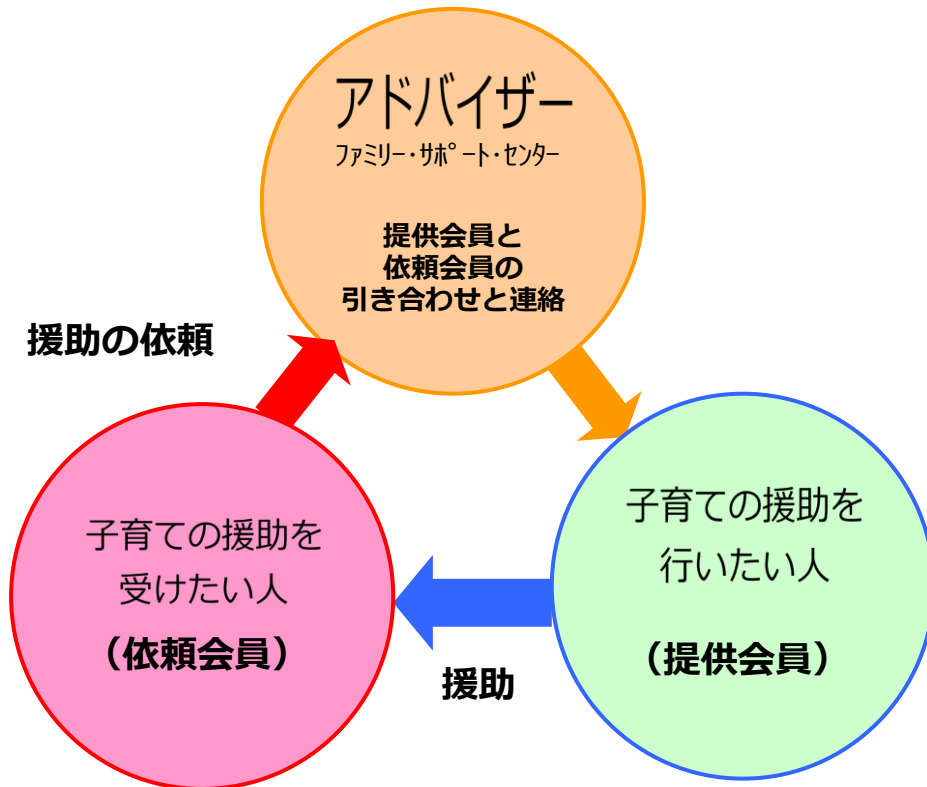 アドバイザー
ファミリー・サポート・センター
提供会員と
依頼会員の
引き合わせと連絡
援助の依頼
子育ての援助を
受けたい人
（依頼会員）
援助
子育ての援助を
行いたい人
（提供会員）